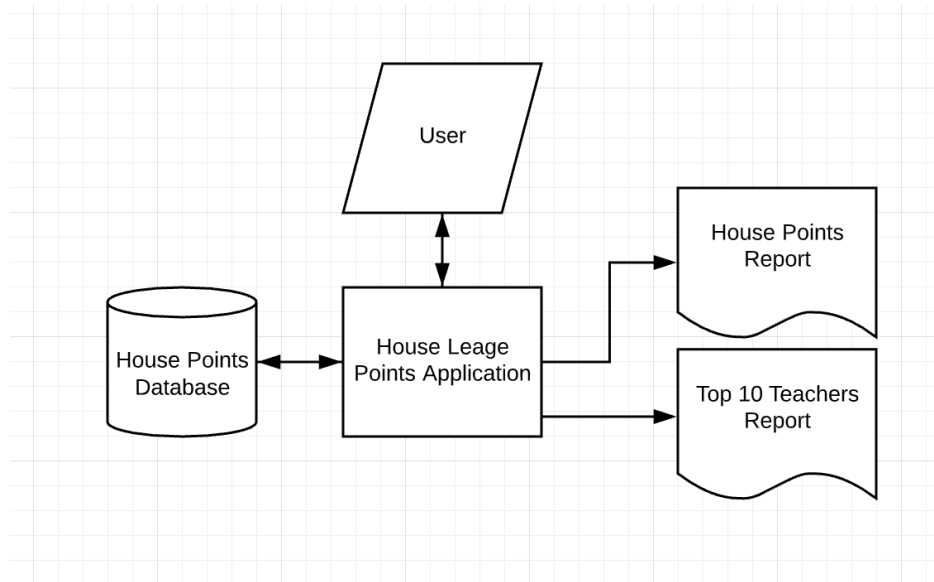 User
House Points
Report
House Leage
Points Application
House Points
Database
Top 10 Teachers
Report